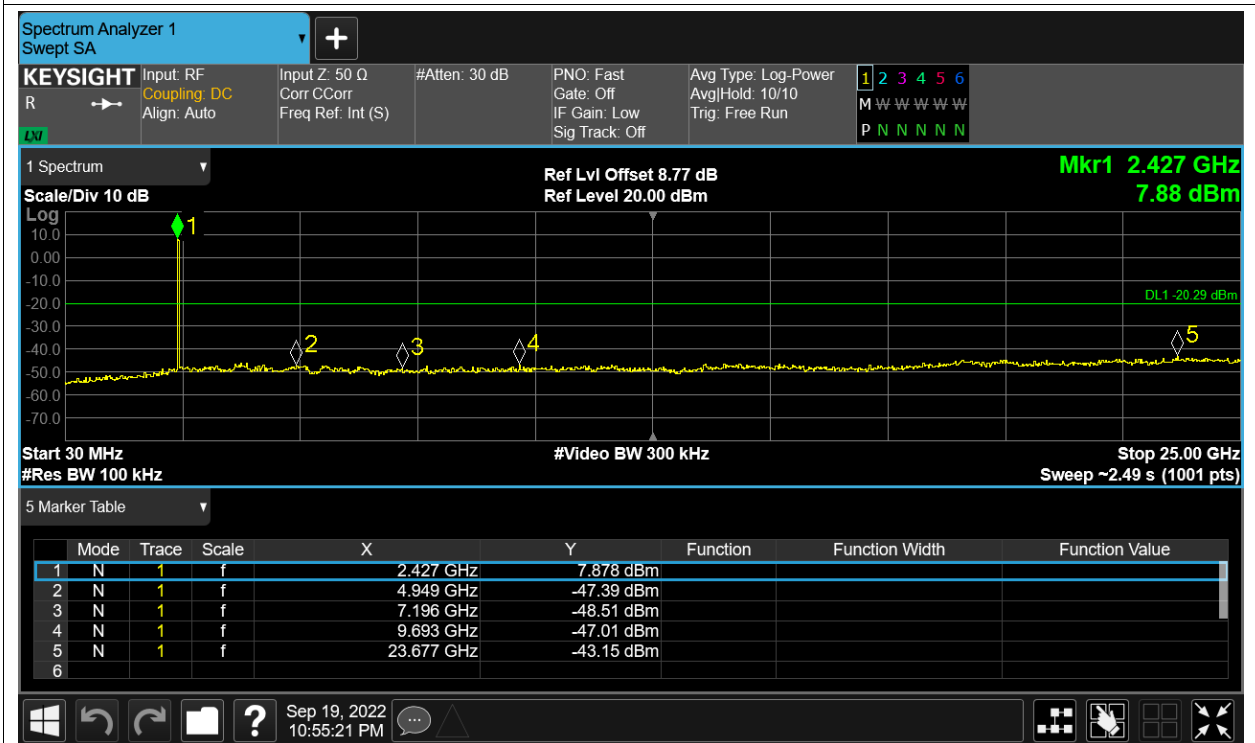 Spectrum Analyzer 1
Swept SA
KEYSIGHT Input: RF Input Z: 50 Ω #Atten: 30 dB PNO: Fast Avg Type: Log-Power 1 2 3 4 5 6
R Coupling: DC Corr CCorr Gate: Off Avg|Hold: 10/10 M W W W W W
Align: Auto Freq Ref: Int (S) IF Gain: Low Trig: Free Run
LXI Sig Track: Off P N N N N N
1 Spectrum Ref Lvl Offset 8.77 dB Mkr1 2.427 GHz
Scale/Div 10 dB Ref Level 20.00 dBm 7.88 dBm
Log
1
10.0
0.00
-10.0
DL1 -20.29 dBm
-20.0
-30.0
2 3 4 5
-40.0
-50.0
-60.0
-70.0
Start 30 MHz #Video BW 300 kHz Stop 25.00 GHz
#Res BW 100 kHz Sweep ~2.49 s (1001 pts)
5 Marker Table
Mode Trace Scale X Y Function Function Width Function Value
1 N 1 f 2.427 GHz 7.878 dBm
2 N 1 f 4.949 GHz -47.39 dBm
3 N 1 f 7.196 GHz -48.51 dBm
4 N 1 f 9.693 GHz -47.01 dBm
5 N 1 f 23.677 GHz -43.15 dBm
6
? Sep 19, 2022
10:55:21 PM